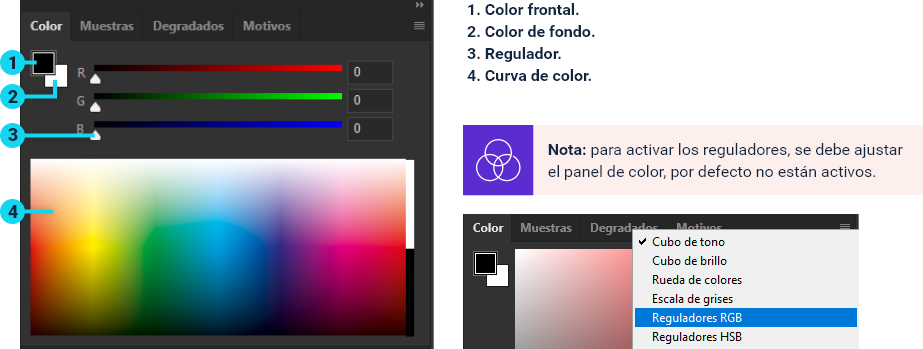 Color Muestras Degradados Motivos
1
R 0
2
G 0
3
B 0
4
1. Color frontal.
2. Color de fondo.
3. Regulador.
4. Curva de color.
Nota: para activar los reguladores, se debe ajustar
el panel de color, por defecto no están activos.
Color Muestras Degradados Motivos
Cubo de tono
Cubo de brillo
Rueda de colores
Escala de grises
Reguladores RGB
Reguladores HSB